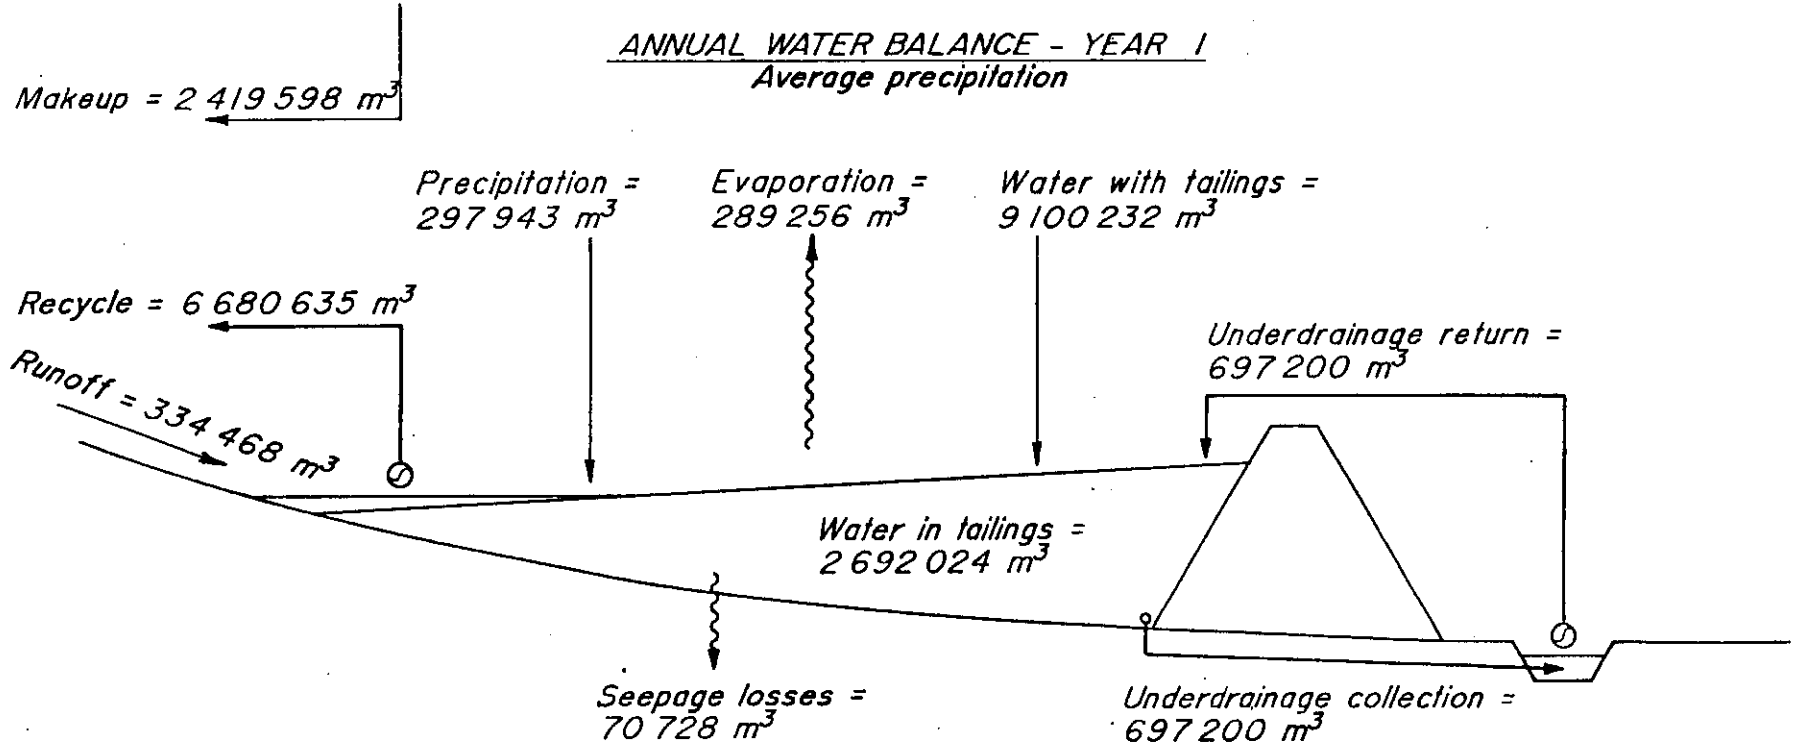 ANNUAL WATER BALANCE - YEAR 1
Average precipitation
Makeup = 2 419 598 m³
Precipitation =
297 943 m³
Evaporation =
289 256 m³
Water with tailings =
9 100 232 m³
Recycle = 6 680 635 m³
Runoff = 334 468 m³
Underdrainage return =
697 200 m³
Water in tailings =
2 692 024 m³
Seepage losses =
70 728 m³
Underdrainage collection =
697 200 m³